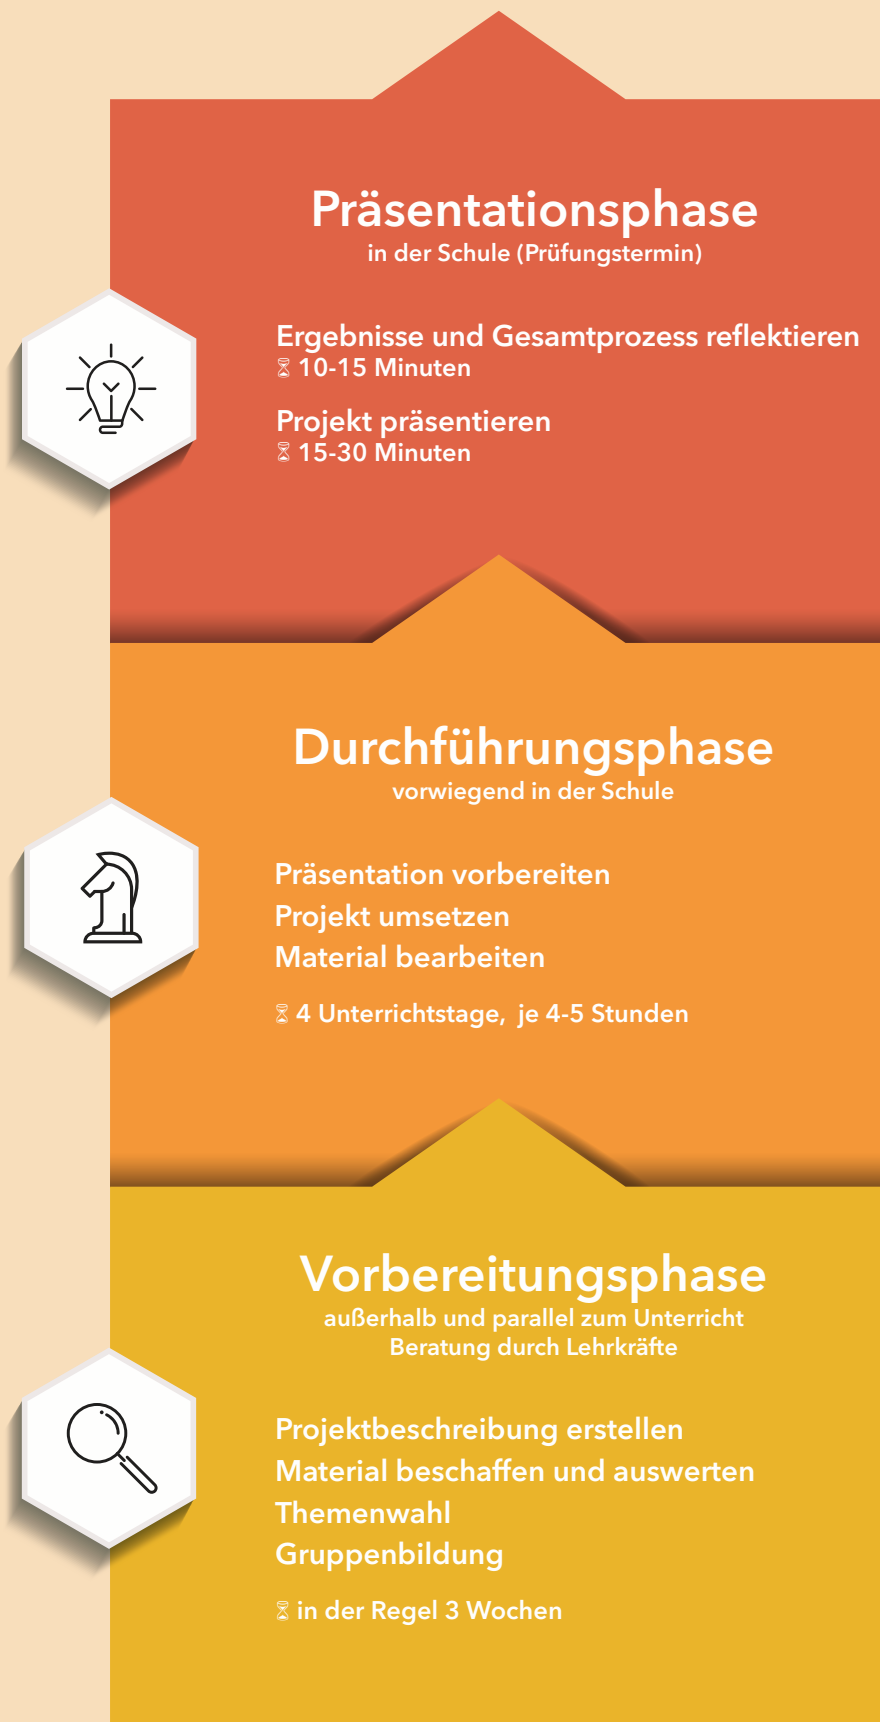 Präsentationsphase
in der Schule (Prüfungstermin)
Ergebnisse und Gesamtprozess reflektieren
10-15 Minuten
Projekt präsentieren
15-30 Minuten
Durchführungsphase
vorwiegend in der Schule
Präsentation vorbereiten
Projekt umsetzen
Material bearbeiten
4 Unterrichtstage, je 4-5 Stunden
Vorbereitungsphase
außerhalb und parallel zum Unterricht
Beratung durch Lehrkräfte
Projektbeschreibung erstellen
Material beschaffen und auswerten
Themenwahl
Gruppenbildung
in der Regel 3 Wochen